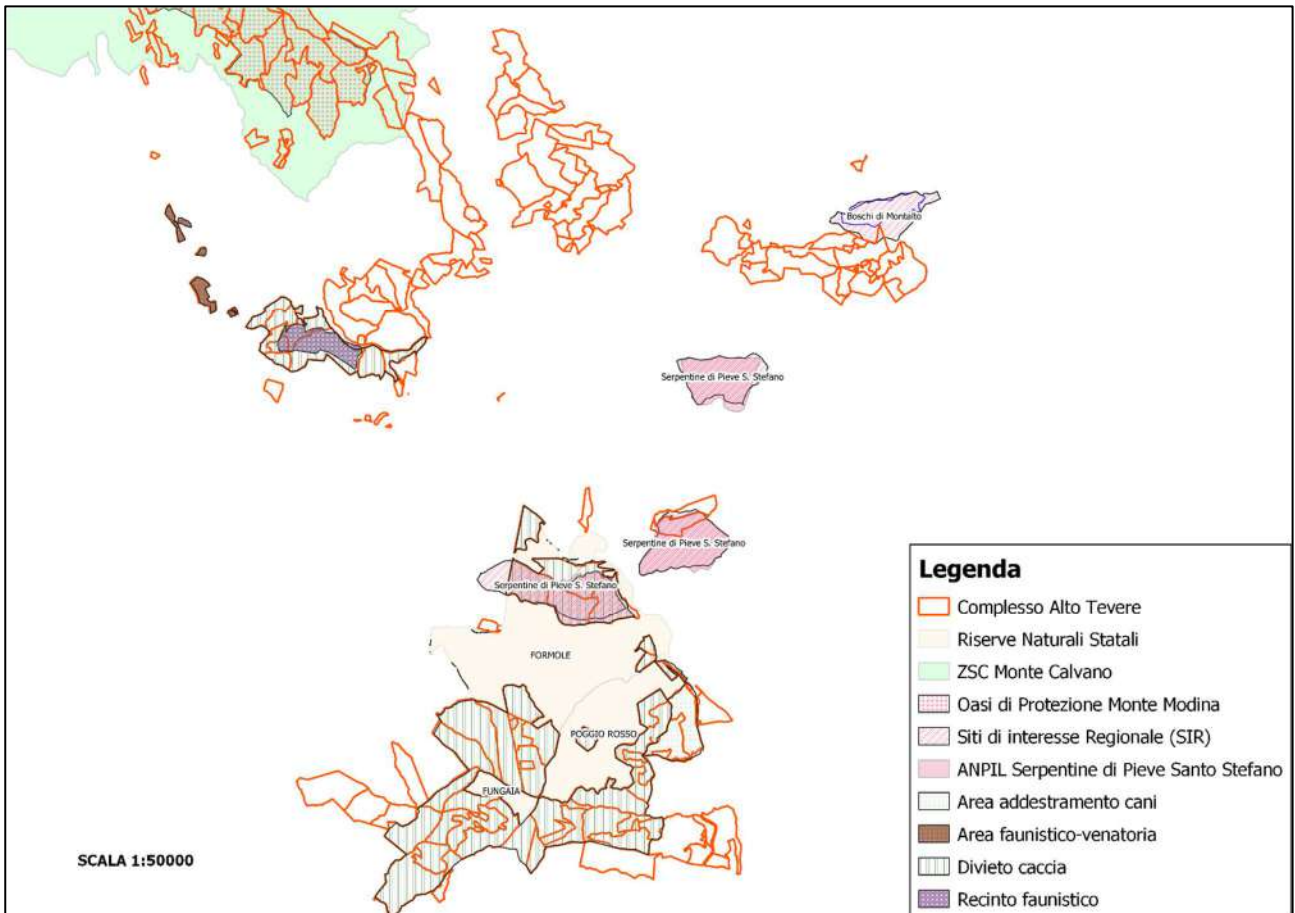 Boschi di Montalto
Serpentine di Pieve S. Stefano
Serpentine di Pieve S. Stefano
Serpentine di Pieve S. Stefano
FORMOLE
POGGIO ROSSO
FUNGAIA
SCALA 1:50000
Legenda
Complesso Alto Tevere
Riserve Naturali Statali
ZSC Monte Calvano
Oasi di Protezione Monte Modina
Siti di interesse Regionale (SIR)
ANPIL Serpentine di Pieve Santo Stefano
Area addestramento cani
Area faunistico-venatoria
Divieto caccia
Recinto faunistico